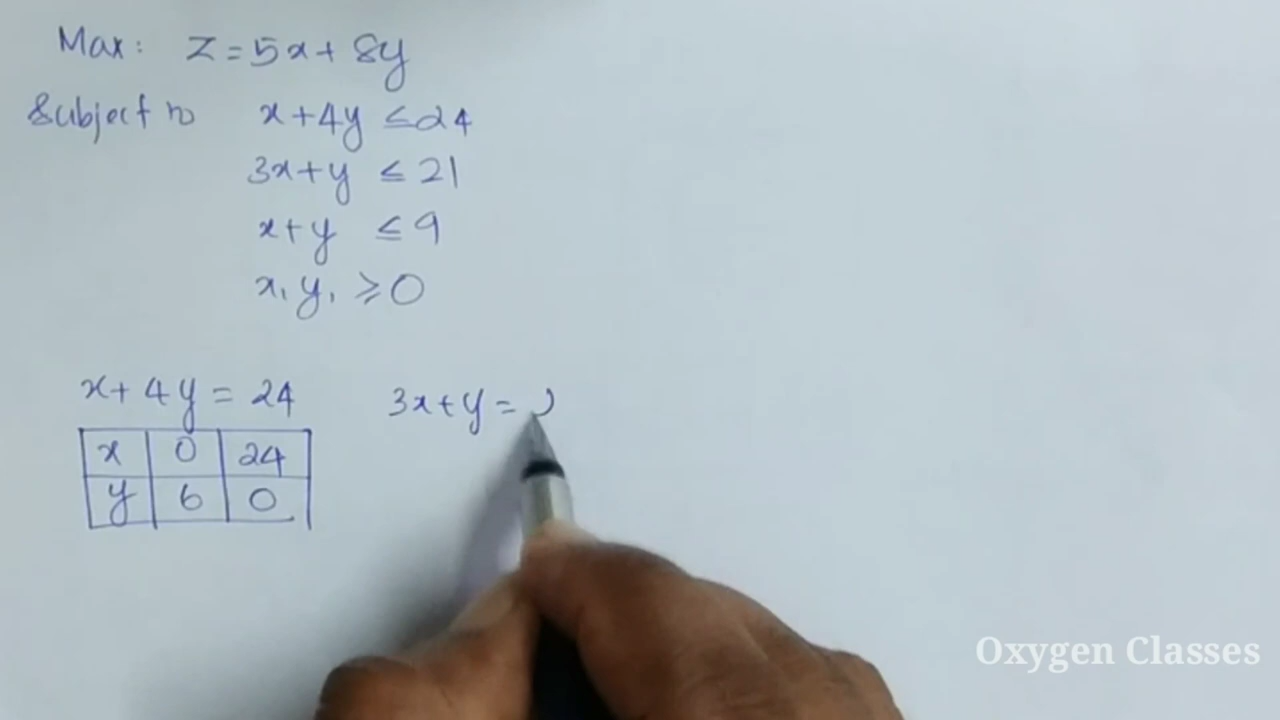 Max: Z = 5x + 8y
Subject to x + 4y ≤ 24
3x + y ≤ 21
x + y ≤ 9
x, y, ≥ 0
x + 4y = 24 3x + y =
x 0 24
y 6 0
Oxygen Classes